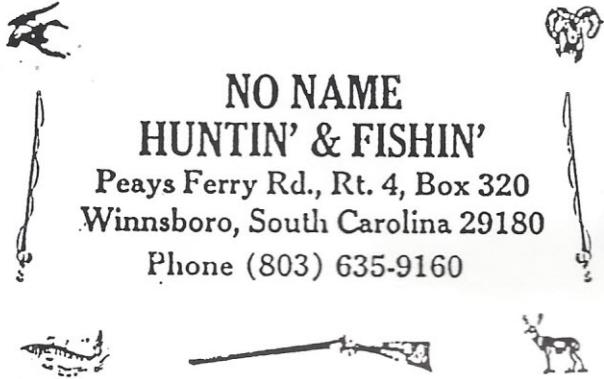 NO NAME
HUNTIN' & FISHIN'
Peays Ferry Rd., Rt. 4, Box 320
Winnsboro, South Carolina 29180
Phone (803) 635-9160